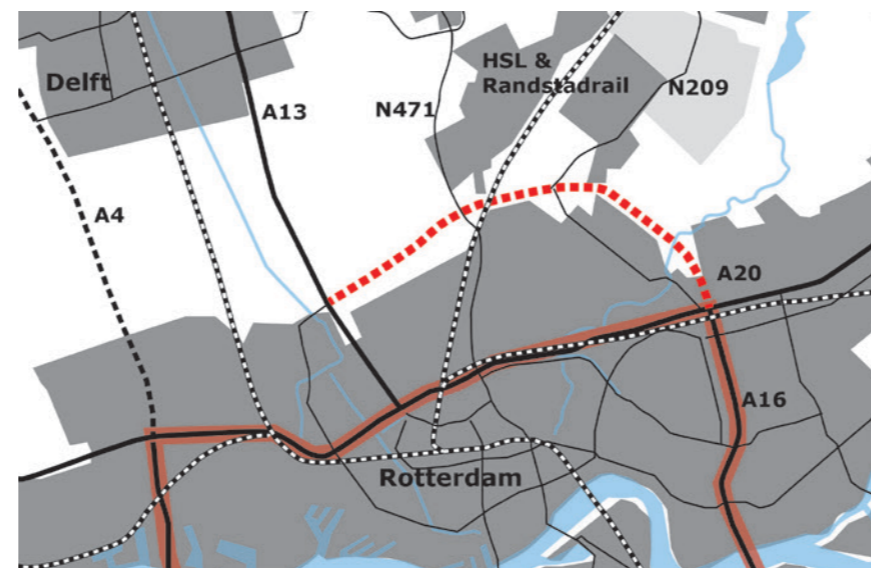 HSL &
Randstadrail
Delft
N209
A13
N471
A4
A20
A16
Rotterdam